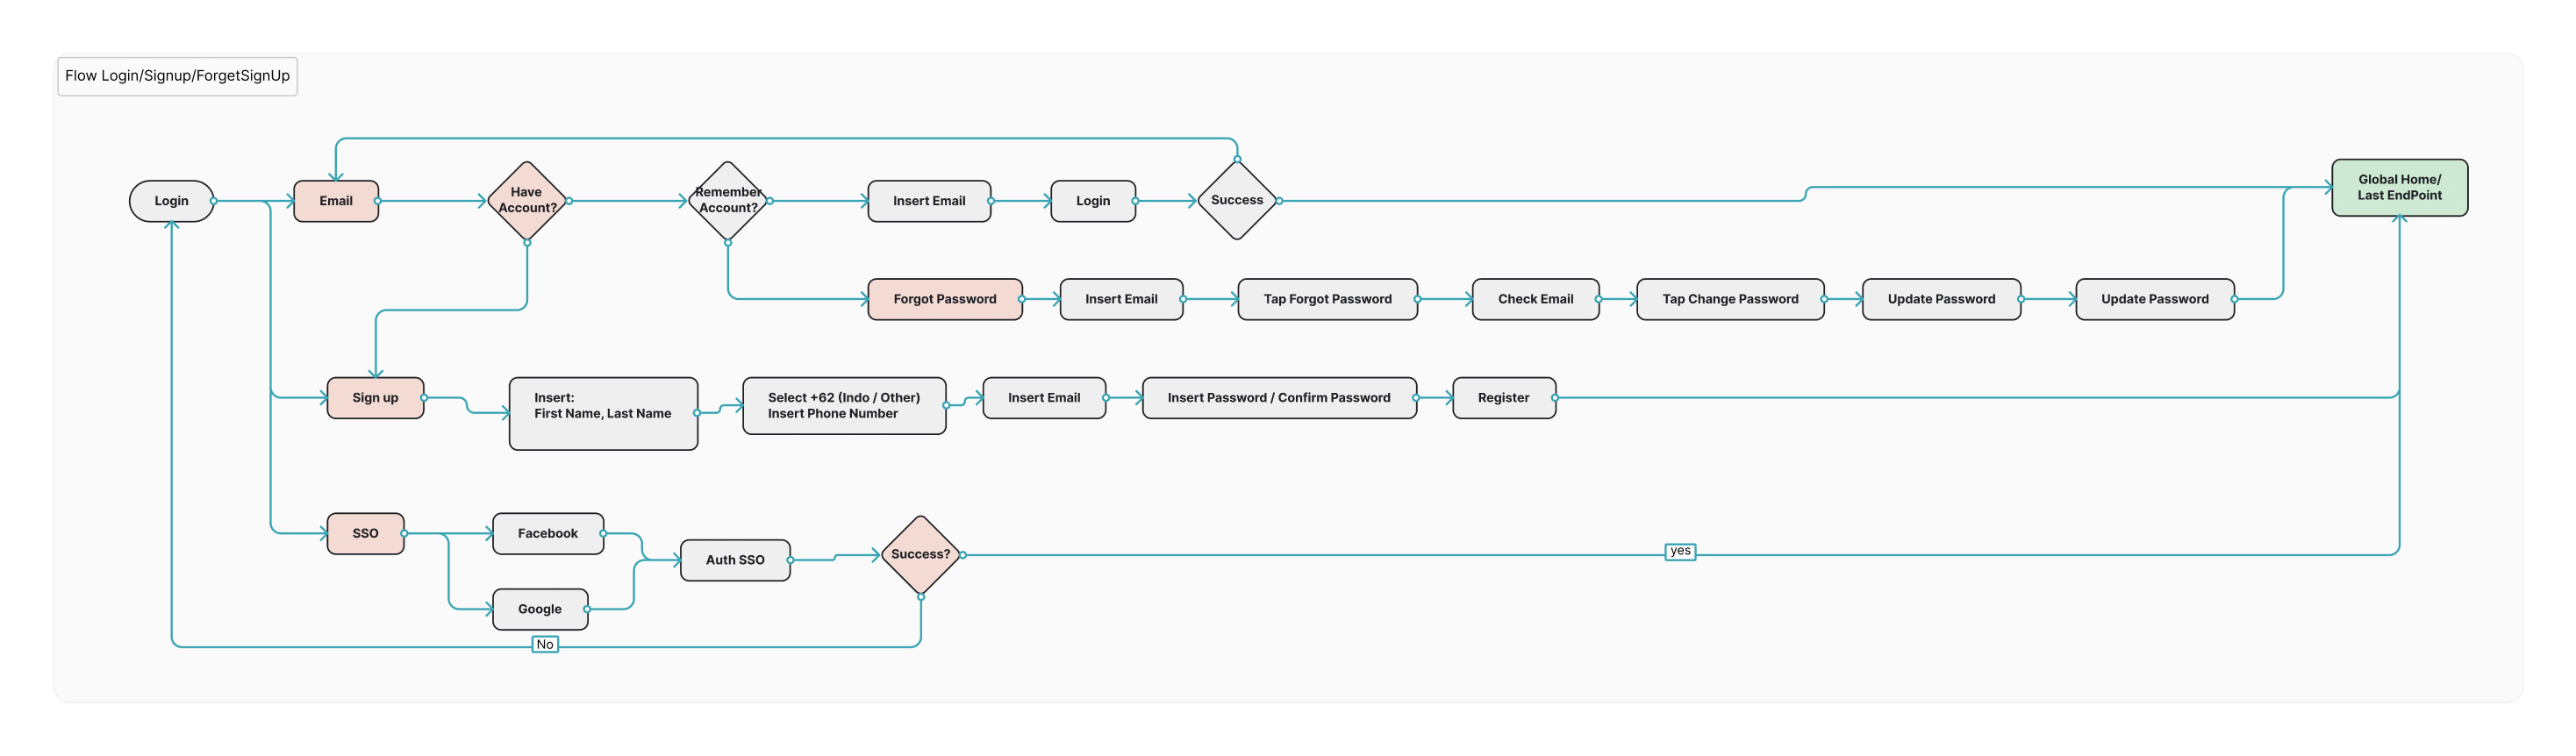 Flow Login/Signup/ForgetSignUp
Login
Email
Have
Account?
Remember
Account?
Insert Email
Login
Success
Global Home/
Last EndPoint
Forgot Password
Insert Email
Tap Forgot Password
Check Email
Tap Change Password
Update Password
Update Password
Sign up
Insert:
First Name, Last Name
Select +62 (Indo / Other)
Insert Phone Number
Insert Email
Insert Password / Confirm Password
Register
SSO
Facebook
Google
Auth SSO
Success?
yes
No